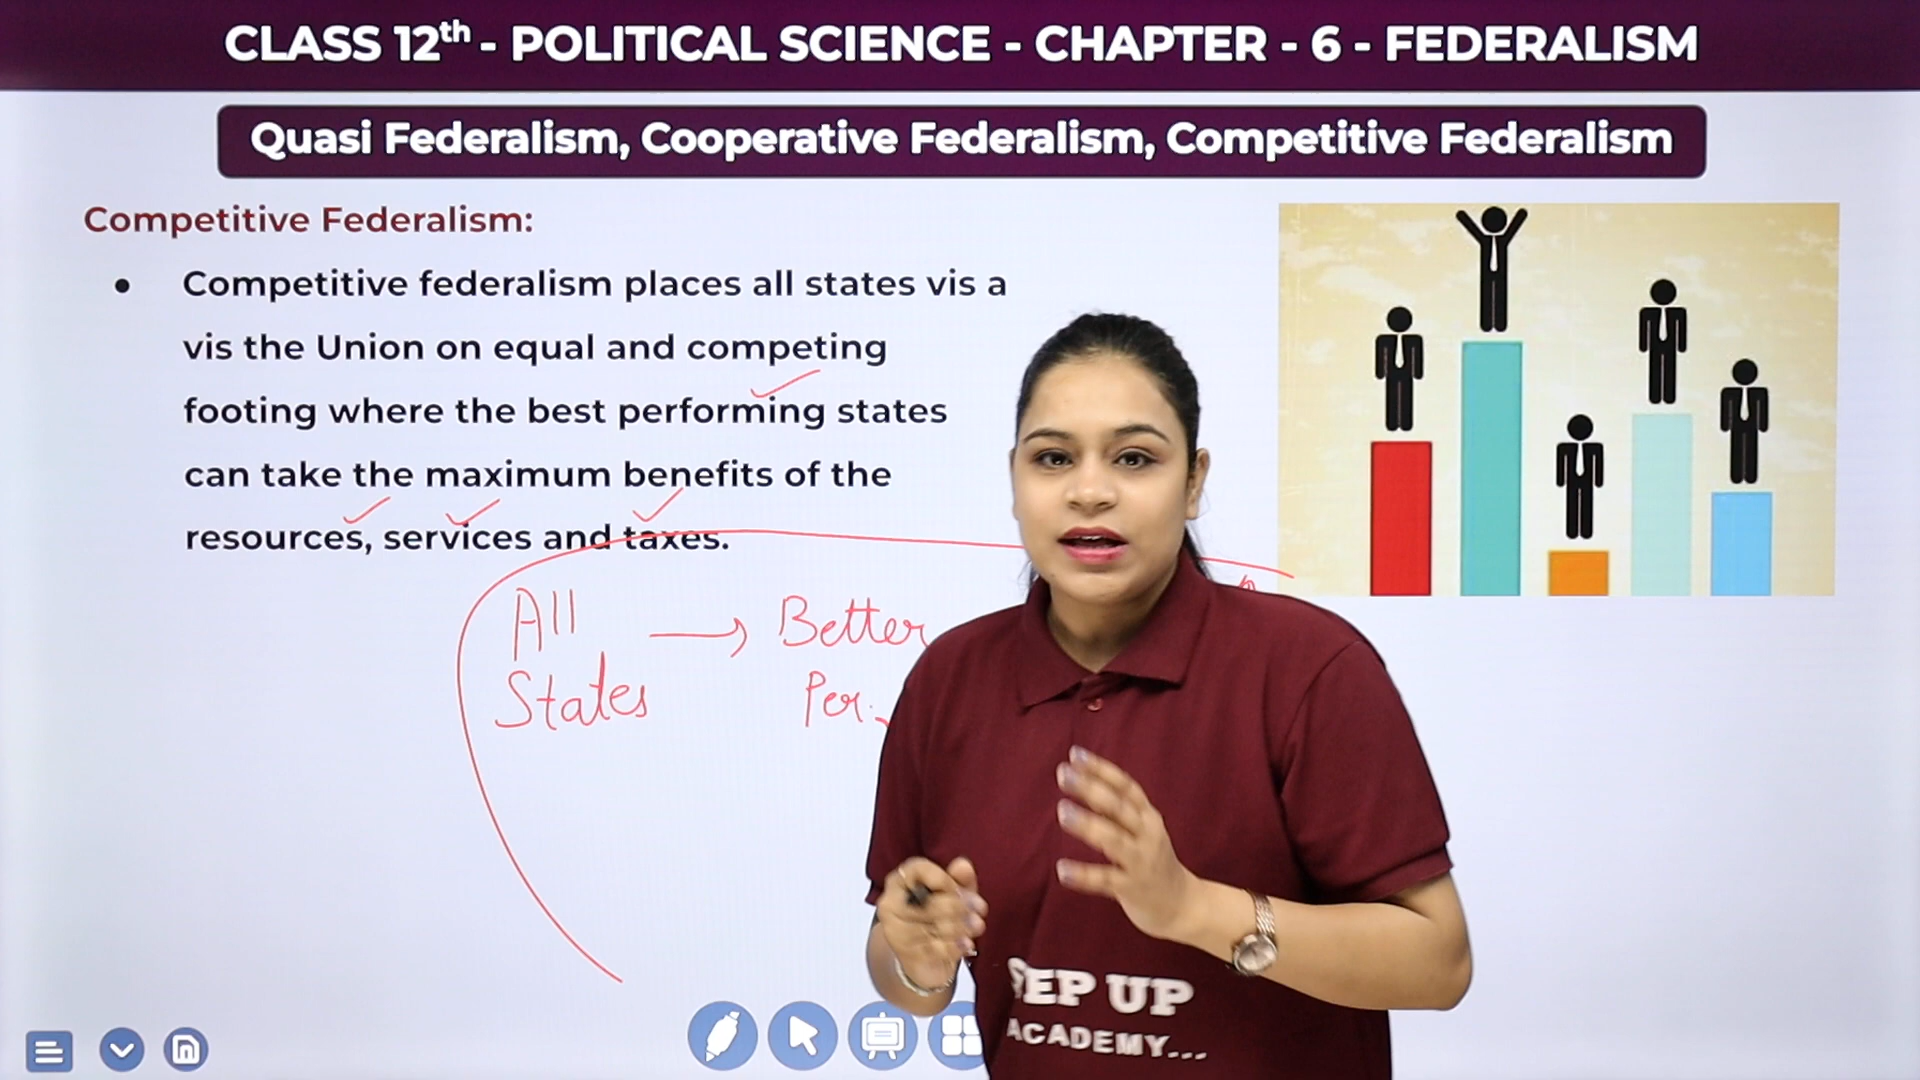 CLASS 12th - POLITICAL SCIENCE - CHAPTER - 6 - FEDERALISM
Quasi Federalism, Cooperative Federalism, Competitive Federalism
Competitive Federalism:
• Competitive federalism places all states vis a
vis the Union on equal and competing
footing where the best performing states
can take the maximum benefits of the
resources, services and taxes.
All
States
→ Better
Per.
STEP UP
ACADEMY...